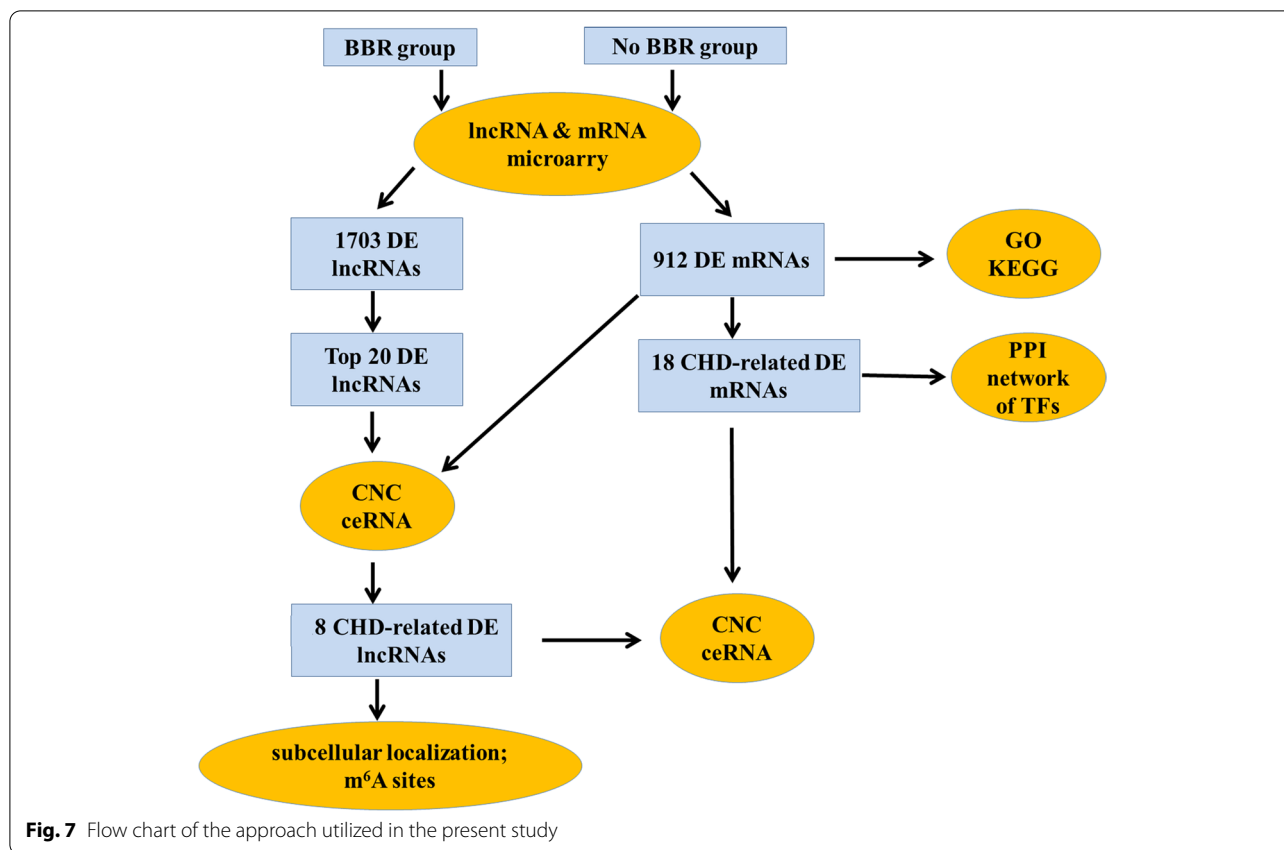 BBR group
No BBR group
lncRNA & mRNA
microarry
1703 DE
lncRNAs
912 DE mRNAs
GO
KEGG
Top 20 DE
lncRNAs
18 CHD-related DE
mRNAs
PPI
network
of TFs
CNC
ceRNA
8 CHD-related DE
lncRNAs
CNC
ceRNA
subcellular localization;
m⁶A sites
Fig. 7 Flow chart of the approach utilized in the present study